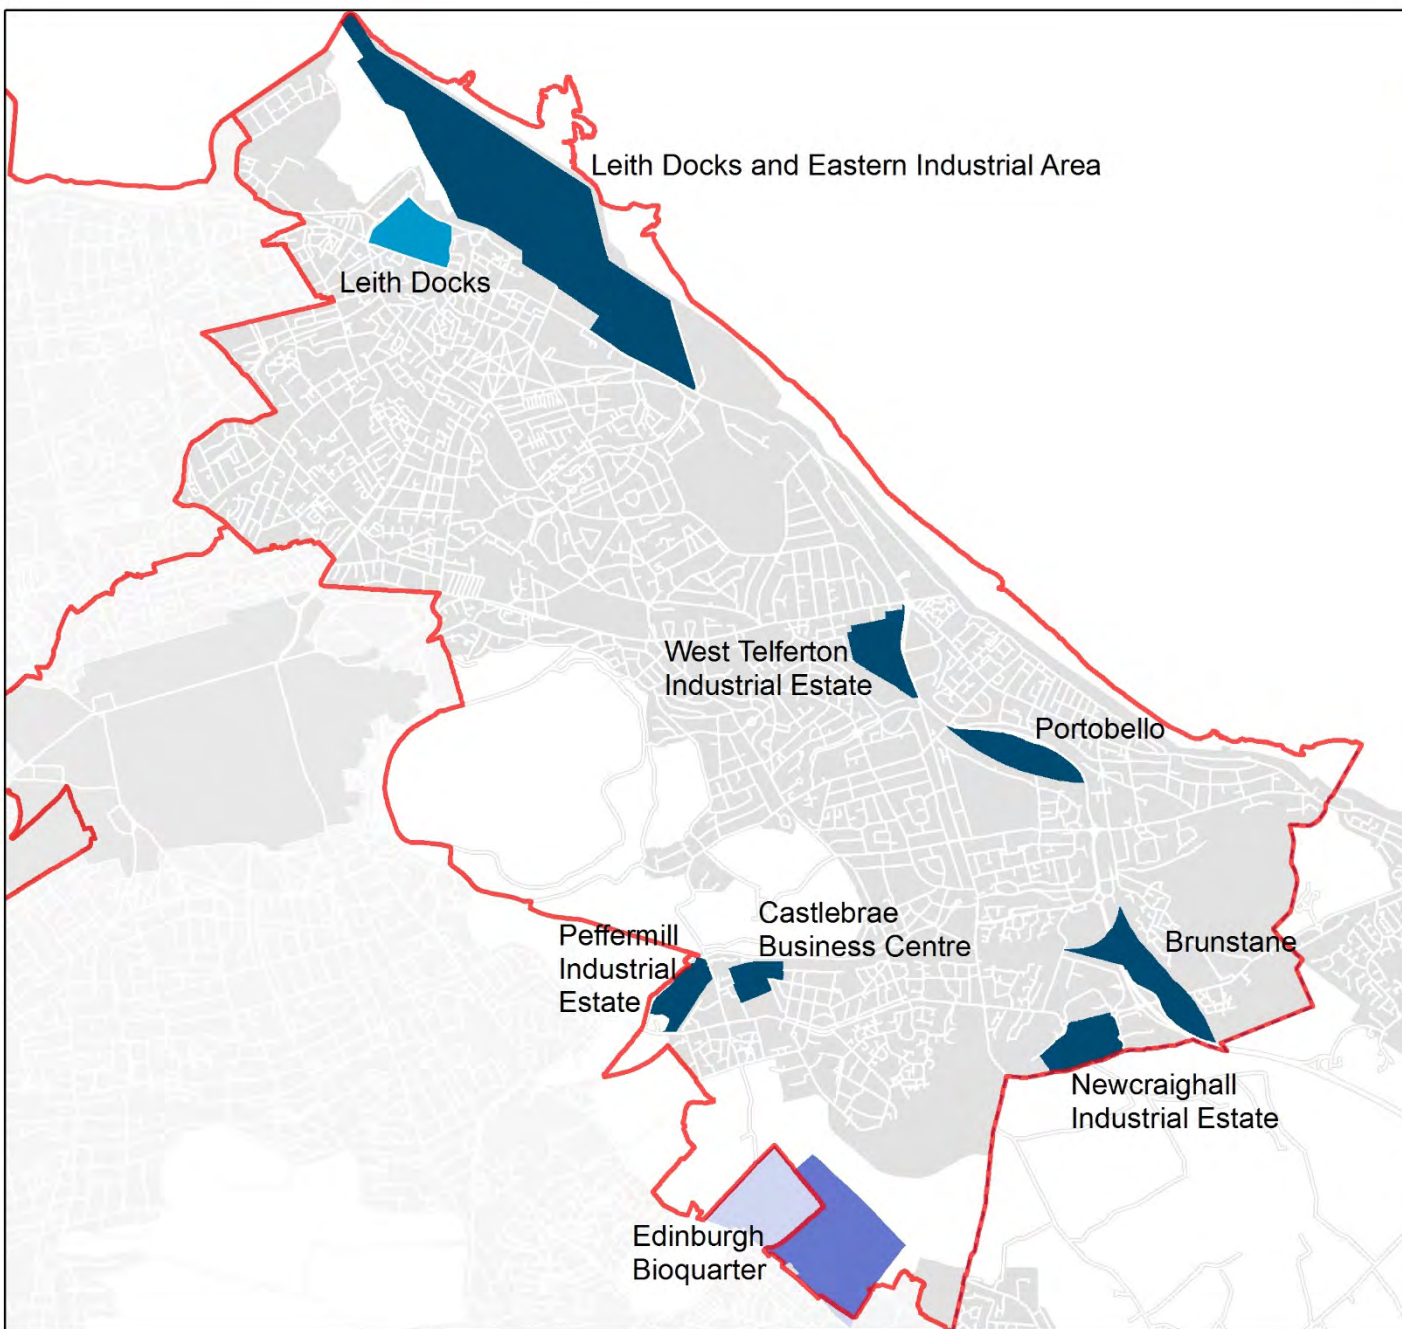 Leith Docks and Eastern Industrial Area
Leith Docks
West Telferton
Industrial Estate
Portobello
Castlebrae
Business Centre
Peffermill
Industrial
Estate
Brunstane
Newcraighall
Industrial Estate
Edinburgh
Bioquarter